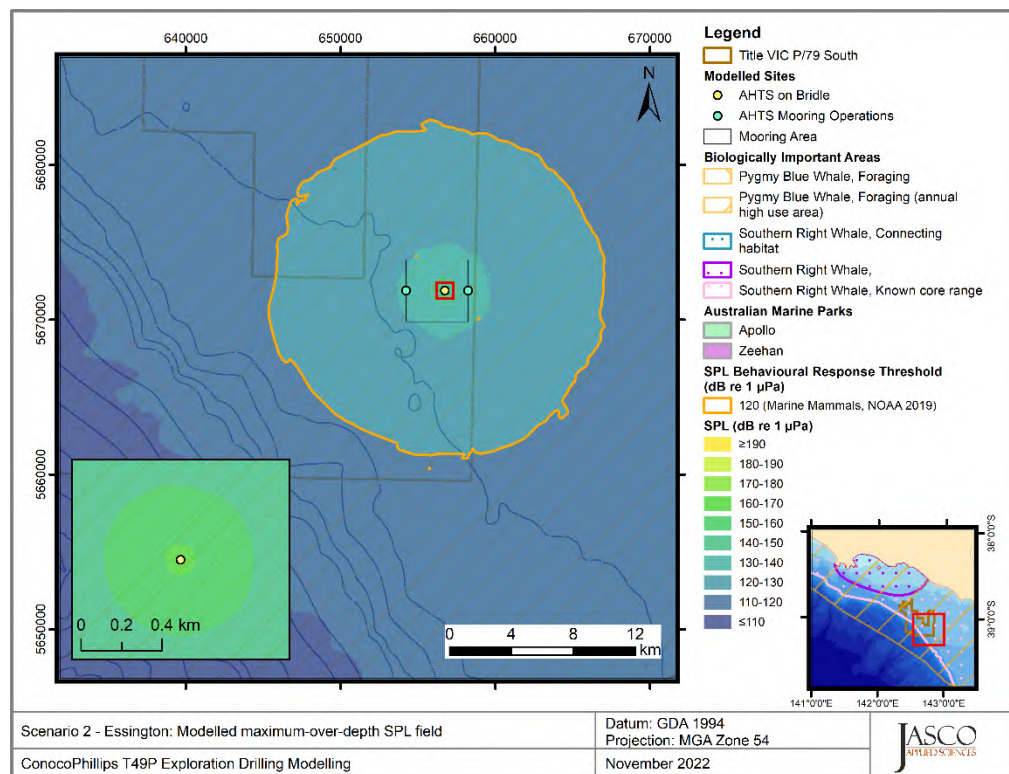 640000 650000 660000 670000
5680000
5670000
5660000
5650000
N
0 0.2 0.4 km
0 4 8 12
km
Legend
Title VIC P/79 South
Modelled Sites
AHTS on Bridle
AHTS Mooring Operations
Mooring Area
Biologically Important Areas
Pygmy Blue Whale, Foraging
Pygmy Blue Whale, Foraging (annual
high use area)
Southern Right Whale, Connecting
habitat
Southern Right Whale,
Southern Right Whale, Known core range
Australian Marine Parks
Apollo
Zeehan
SPL Behavioural Response Threshold
(dB re 1 µPa)
120 (Marine Mammals, NOAA 2019)
SPL (dB re 1 µPa)
≥190
180-190
170-180
160-170
150-160
140-150
130-140
120-130
110-120
≤110
38°0'0"S
39°0'0"S
141°0'0"E 142°0'0"E 143°0'0"E
Scenario 2 - Essington: Modelled maximum-over-depth SPL field
Datum: GDA 1994
Projection: MGA Zone 54
ConocoPhillips T49P Exploration Drilling Modelling
November 2022
JASCO
APPLIED SCIENCES